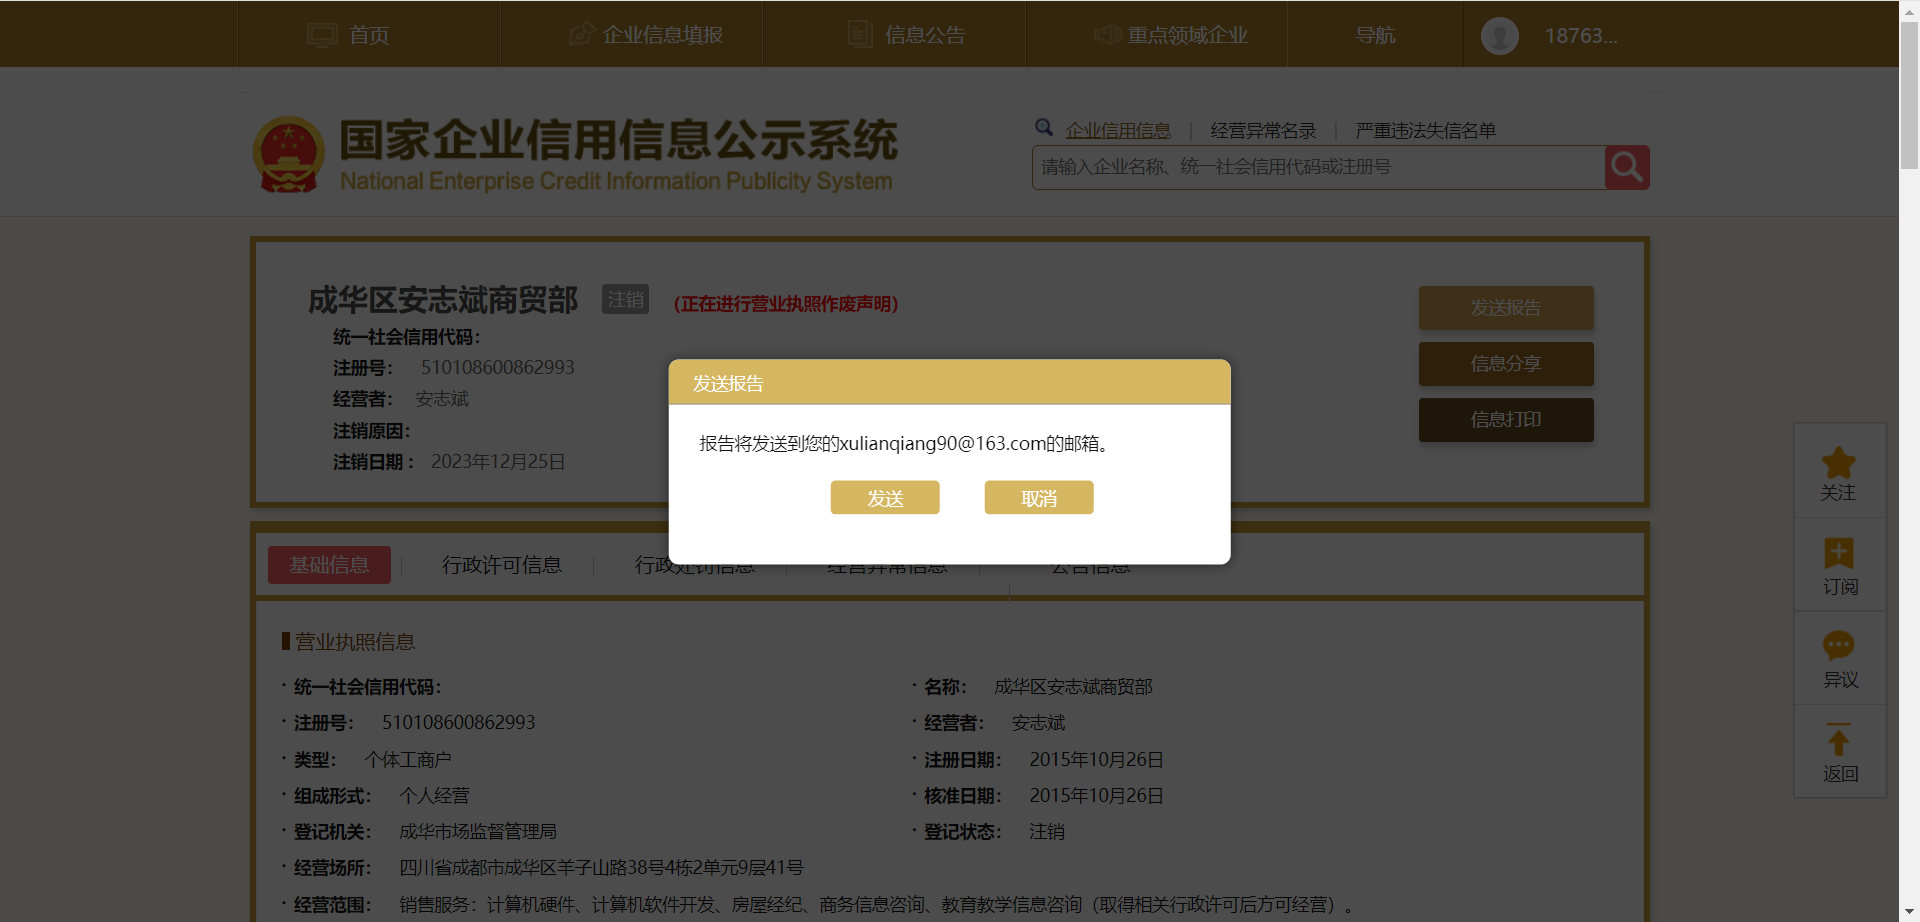 首页 企业信息填报 信息公告 重点领域企业 导航 18763...
国家企业信用信息公示系统
National Enterprise Credit Information Publicity System
企业信用信息 | 经营异常名录 | 严重违法失信名单
请输入企业名称、统一社会信用代码或注册号
成华区安志斌商贸部 注销 (正在进行营业执照作废声明)
统一社会信用代码：
注册号： 510108600862993
经营者： 安志斌
注销原因：
注销日期： 2023年12月25日
发送报告
信息分享
信息打印
发送报告
报告将发送到您的xulianqiang90@163.com的邮箱。
发送 取消
关注
订阅
异议
返回
基础信息 行政许可信息 行政处罚信息 经营异常信息 公告信息
营业执照信息
· 统一社会信用代码： · 名称： 成华区安志斌商贸部
· 注册号： 510108600862993 · 经营者： 安志斌
· 类型： 个体工商户 · 注册日期： 2015年10月26日
· 组成形式： 个人经营 · 核准日期： 2015年10月26日
· 登记机关： 成华市场监督管理局 · 登记状态： 注销
· 经营场所： 四川省成都市成华区羊子山路38号4栋2单元9层41号
· 经营范围： 销售服务：计算机硬件、计算机软件开发、房屋经纪、商务信息咨询、教育教学信息咨询（取得相关行政许可后方可经营）。